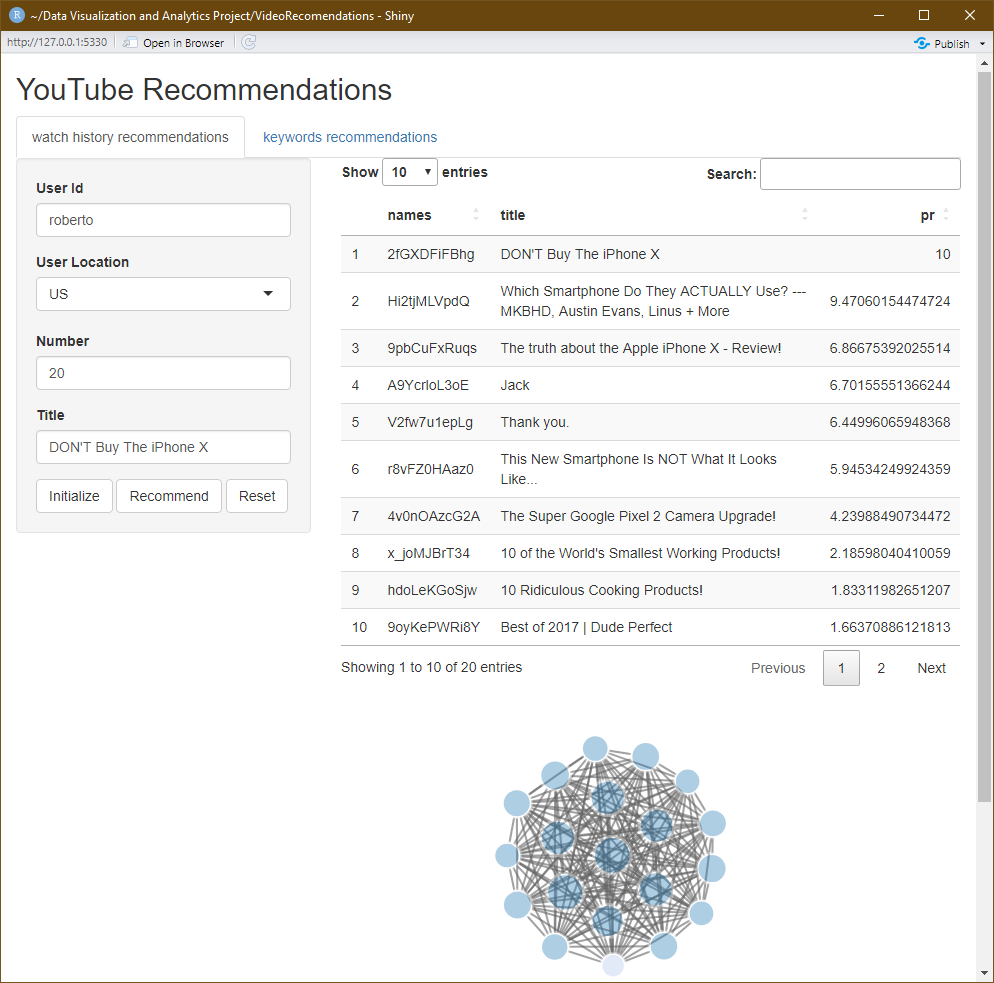 ~/Data Visualization and Analytics Project/VideoRecomendations - Shiny
http://127.0.0.1:5330 Open in Browser Publish
YouTube Recommendations
watch history recommendations keywords recommendations
User Id
roberto
User Location
US
Number
20
Title
DON'T Buy The iPhone X
Initialize Recommend Reset
Show 10 entries Search:
names title pr
1 2fGXDFiFBhg DON'T Buy The iPhone X 10
2 Hi2tjMLVpdQ Which Smartphone Do They ACTUALLY Use? ---
MKBHD, Austin Evans, Linus + More 9.47060154474724
3 9pbCuFxRuqs The truth about the Apple iPhone X - Review! 6.86675392025514
4 A9YcrloL3oE Jack 6.70155551366244
5 V2fw7u1epLg Thank you. 6.44996065948368
6 r8vFZ0HAaz0 This New Smartphone Is NOT What It Looks
Like... 5.94534249924359
7 4v0nOAzcG2A The Super Google Pixel 2 Camera Upgrade! 4.23988490734472
8 x_joMJBrT34 10 of the World's Smallest Working Products! 2.18598040410059
9 hdoLeKGoSjw 10 Ridiculous Cooking Products! 1.83311982651207
10 9oyKePWRi8Y Best of 2017 | Dude Perfect 1.66370886121813
Showing 1 to 10 of 20 entries Previous 1 2 Next